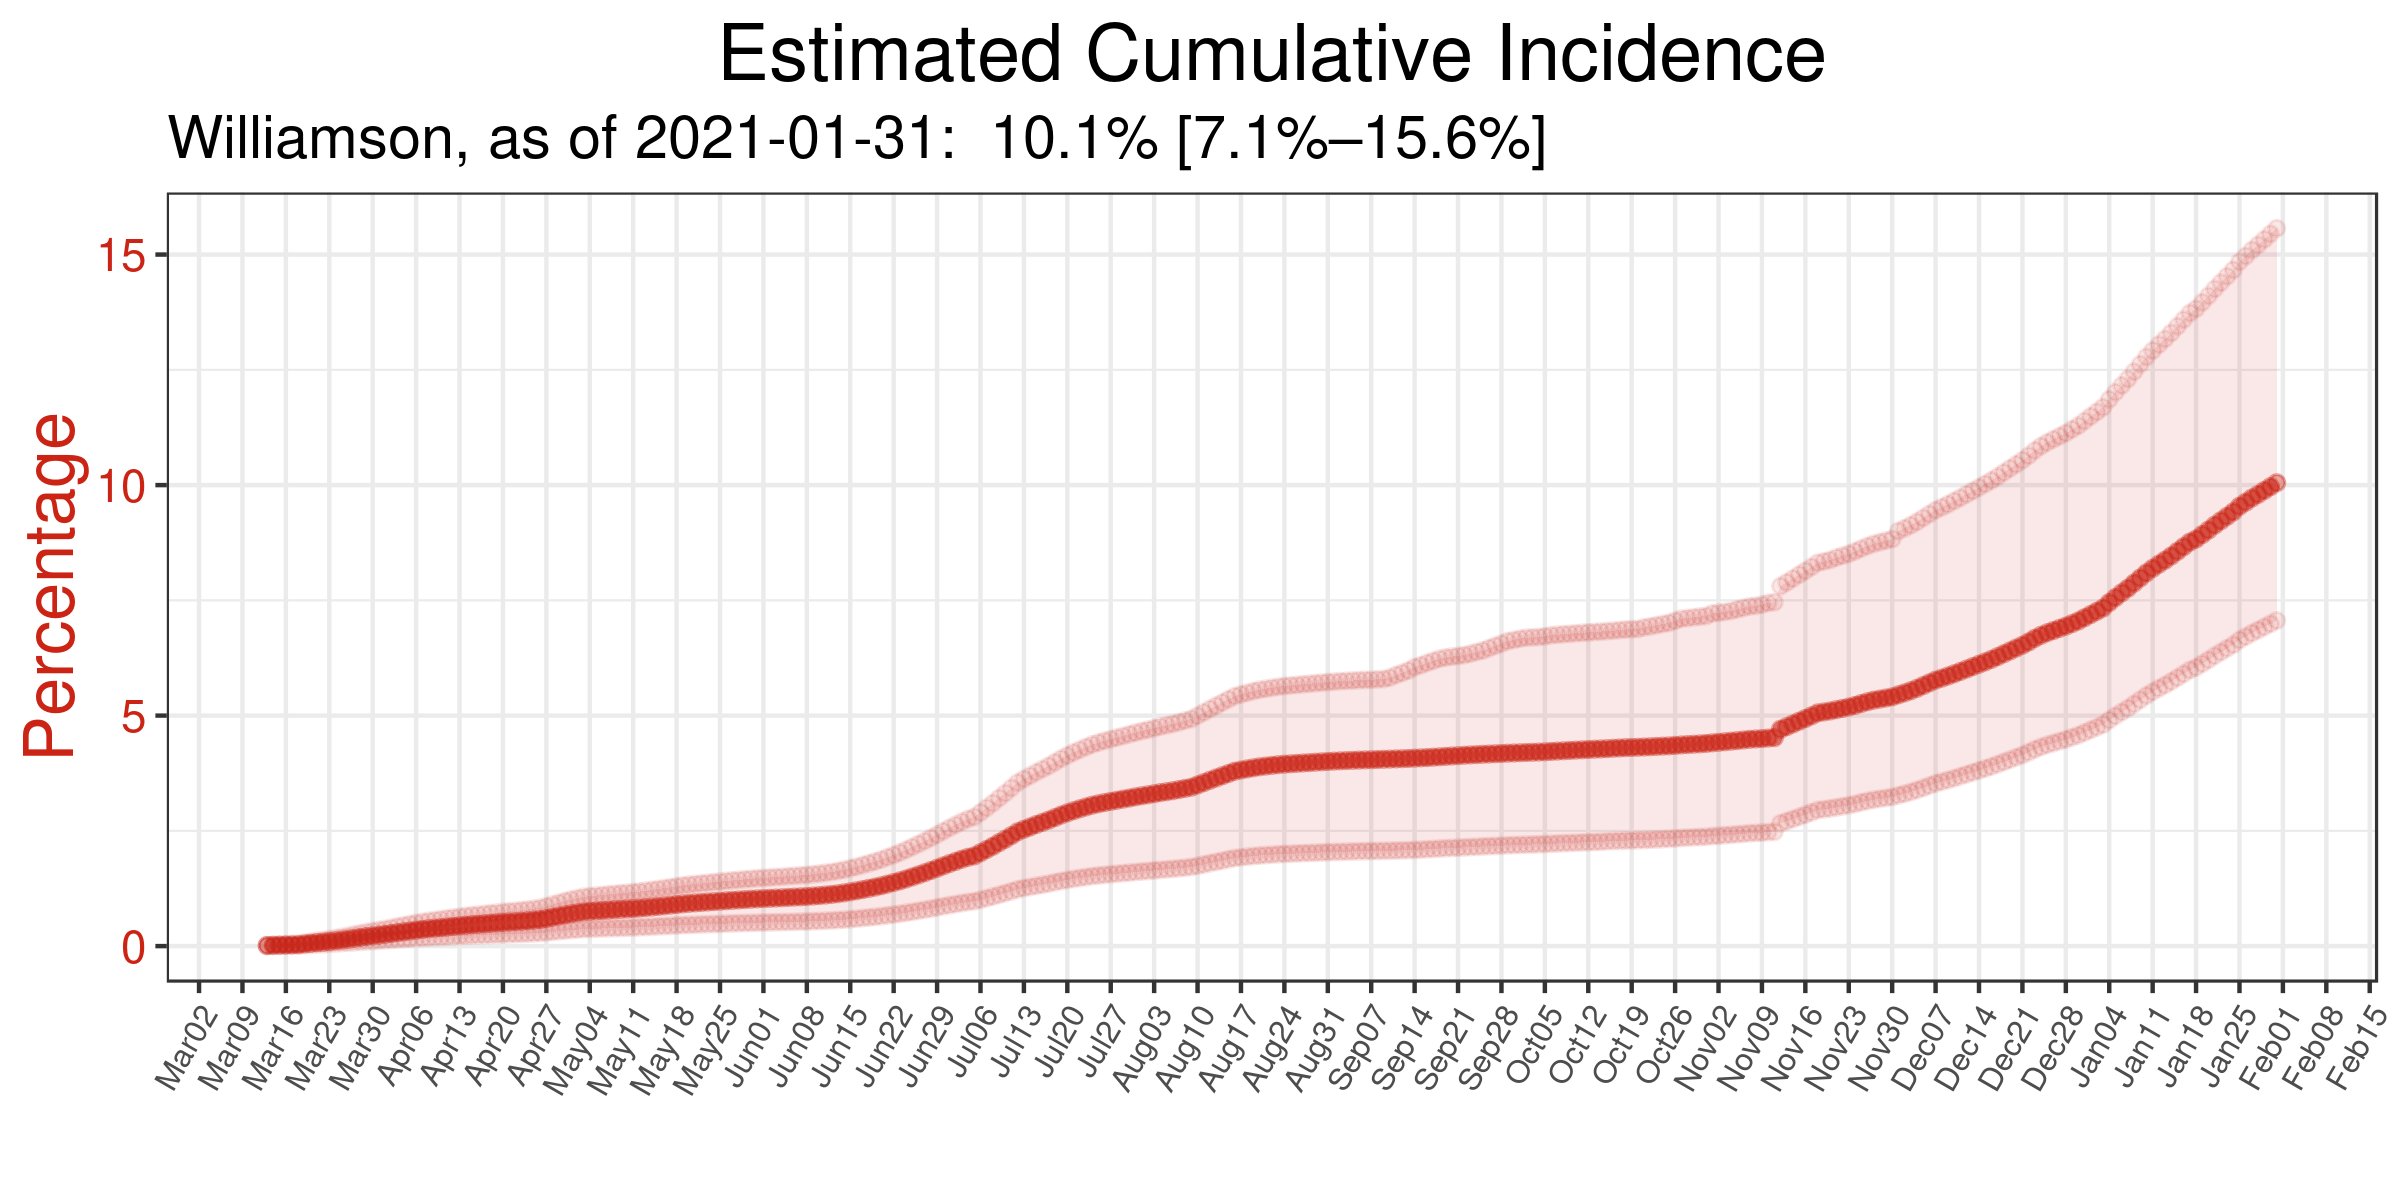 Estimated Cumulative Incidence
Williamson, as of 2021-01-31: 10.1% [7.1%–15.6%]
Percentage
15
10
5
0
Mar02 Mar09 Mar16 Mar23 Mar30 Apr06 Apr13 Apr20 Apr27 May04 May11 May18 May25 Jun01 Jun08 Jun15 Jun22 Jun29 Jul06 Jul13 Jul20 Jul27 Aug03 Aug10 Aug17 Aug24 Aug31 Sep07 Sep14 Sep21 Sep28 Oct05 Oct12 Oct19 Oct26 Nov02 Nov09 Nov16 Nov23 Nov30 Dec07 Dec14 Dec21 Dec28 Jan04 Jan11 Jan18 Jan25 Feb01 Feb08 Feb15